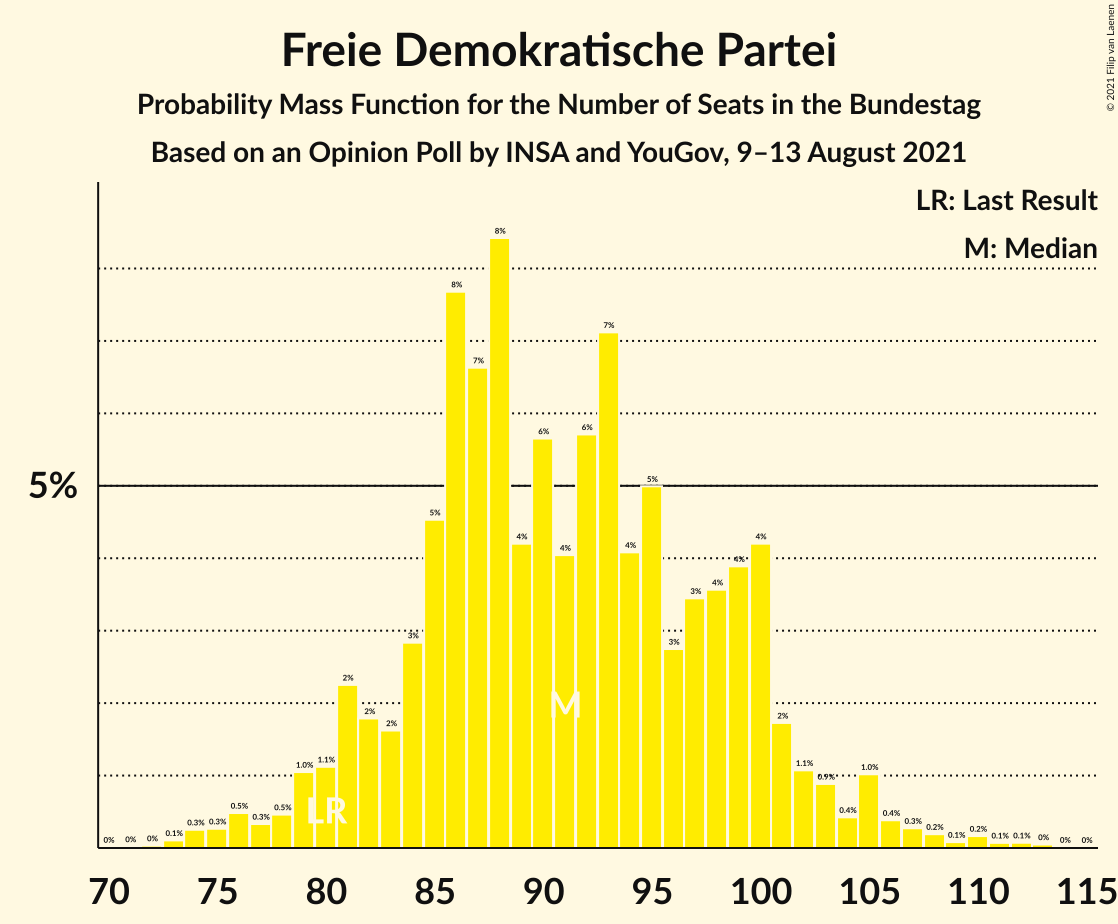 Freie Demokratische Partei
Probability Mass Function for the Number of Seats in the Bundestag
Based on an Opinion Poll by INSA and YouGov, 9–13 August 2021
© 2021 Filip van Laenen
LR: Last Result
M: Median
5%
0% 0% 0% 0.1% 0.3% 0.3% 0.5% 0.3% 0.5% 1.0% 1.1% 2% 2% 2% 3% 5% 8% 7% 8% 4% 6% 4% 6% 7% 4% 5% 3% 3% 4% 4% 4% 2% 1.1% 0.9% 0.4% 1.0% 0.4% 0.3% 0.2% 0.1% 0.2% 0.1% 0.1% 0% 0% 0%
M
LR
70 75 80 85 90 95 100 105 110 115